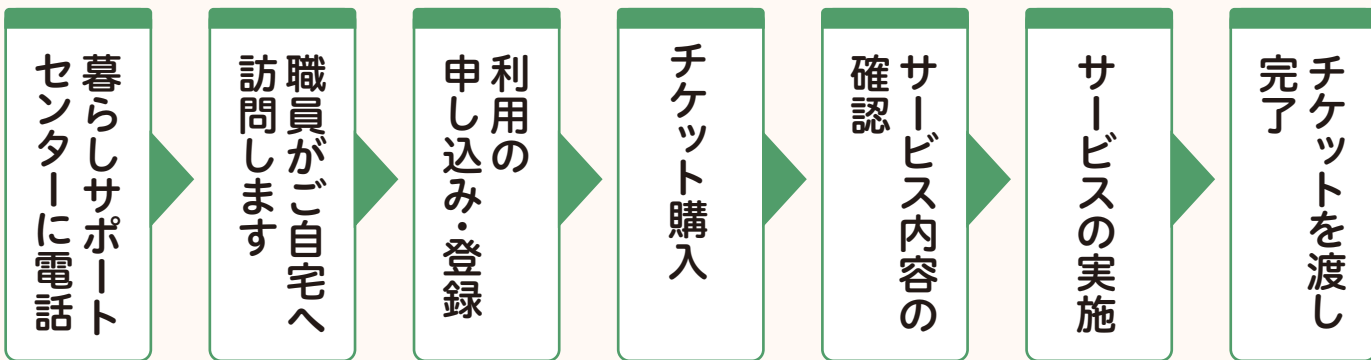 暮らしサポート
センターに電話
職員がご自宅へ
訪問します
利用の
申し込み・登録
チケット購入
サービス内容の
確認
サービスの実施
チケットを渡し
完了